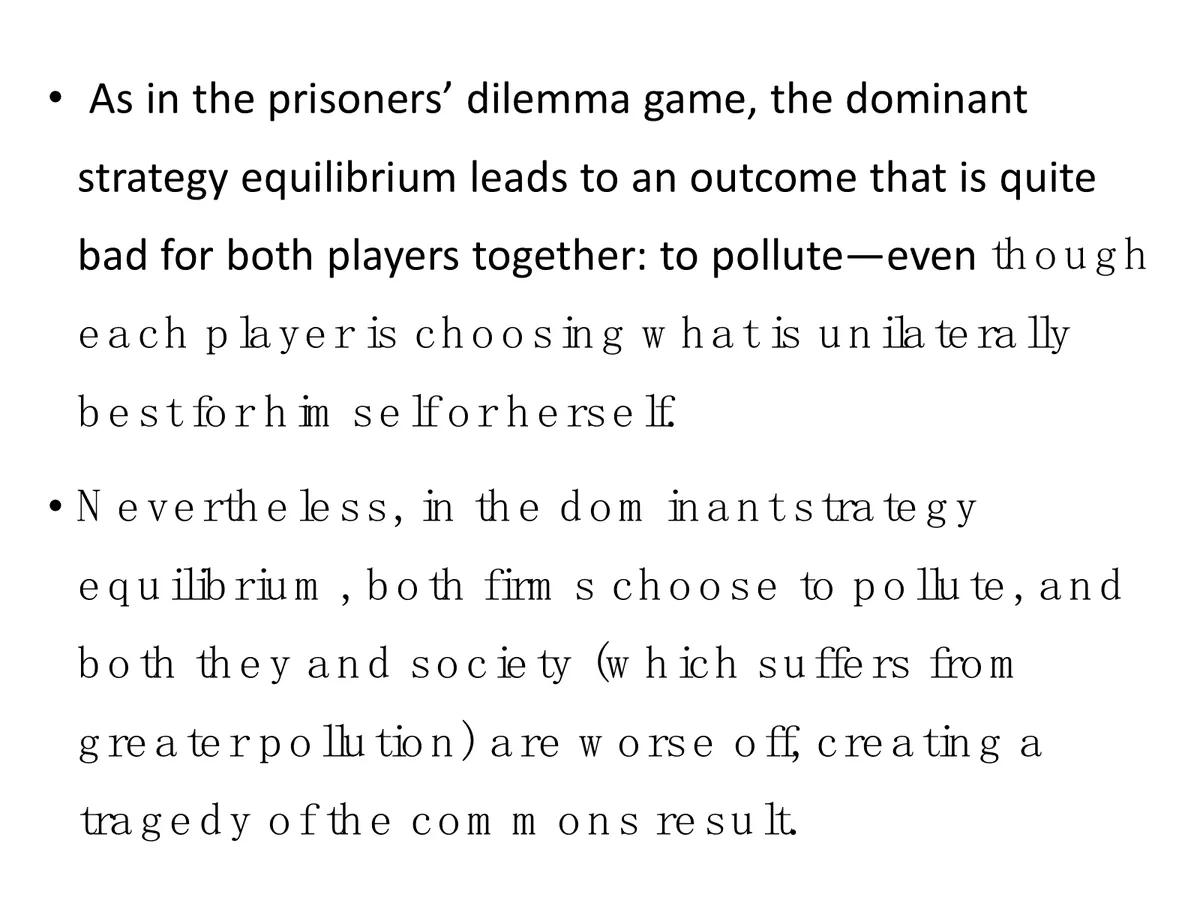 • As in the prisoners’ dilemma game, the dominant
strategy equilibrium leads to an outcome that is quite
bad for both players together: to pollute—even though
each player is choosing what is unilaterally
best for himself or herself.
• Nevertheless, in the dominant strategy
equilibrium, both firms choose to pollute, and
both they and society (which suffers from
greater pollution) are worse off, creating a
tragedy of the commons result.